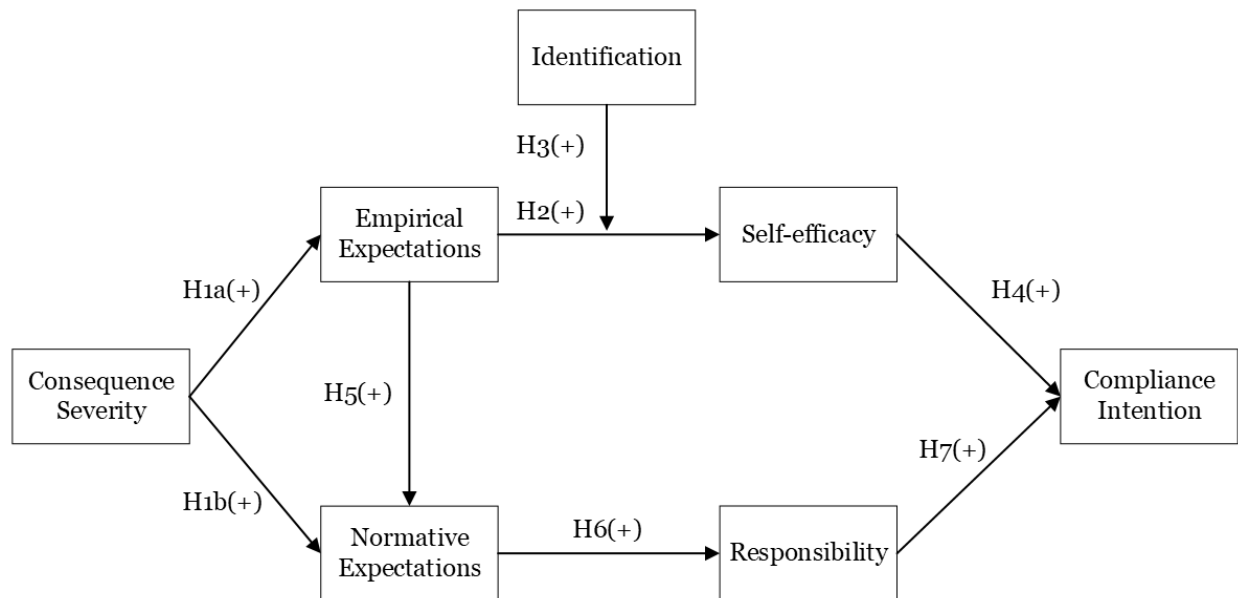 Identification
H3(+)
Empirical
Expectations
H2(+)
Self-efficacy
H1a(+)
H4(+)
Consequence
Severity
H5(+)
Compliance
Intention
H1b(+)
H7(+)
Normative
Expectations
H6(+)
Responsibility